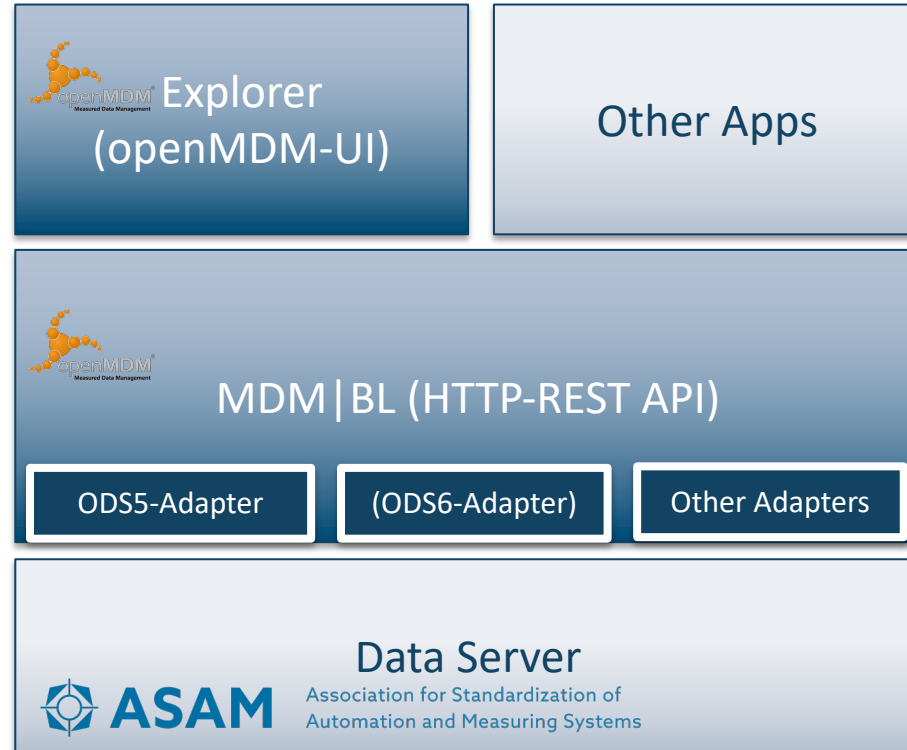 openMDM®
Measured Data Management
Explorer
(openMDM-UI)
Other Apps
openMDM®
Measured Data Management
MDM|BL (HTTP-REST API)
ODS5-Adapter
(ODS6-Adapter)
Other Adapters
Data Server
ASAM
Association for Standardization of
Automation and Measuring Systems